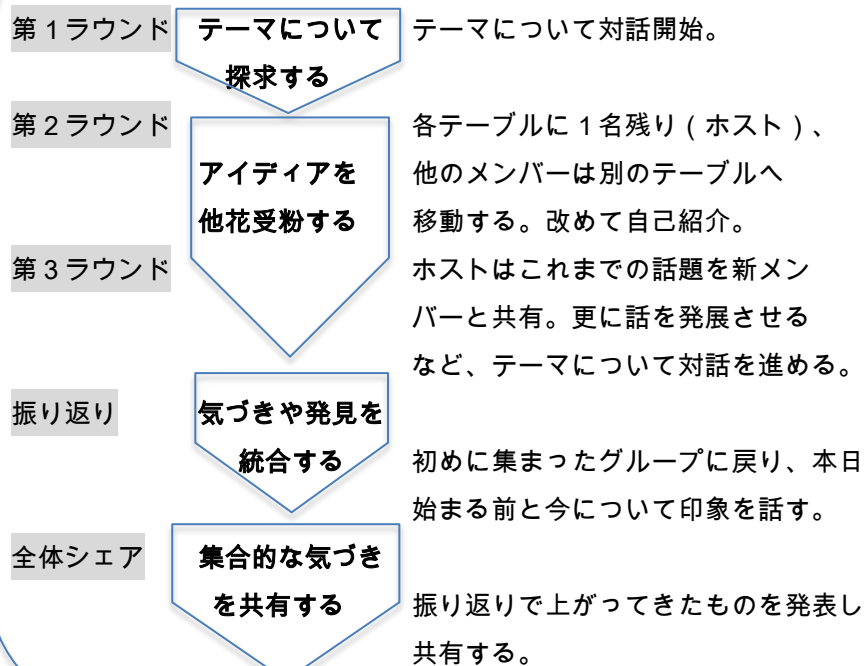 第１ラウンド テーマについて テーマについて対話開始。
探求する
第２ラウンド 各テーブルに１名残り（ホスト）、
アイディアを 他のメンバーは別のテーブルへ
他花受粉する 移動する。改めて自己紹介。
第３ラウンド ホストはこれまでの話題を新メン
バーと共有。更に話を発展させる
など、テーマについて対話を進める。
振り返り 気づきや発見を
統合する 初めに集まったグループに戻り、本日
始まる前と今について印象を話す。
全体シェア 集合的な気づき
を共有する 振り返りで上がってきたものを発表し
共有する。